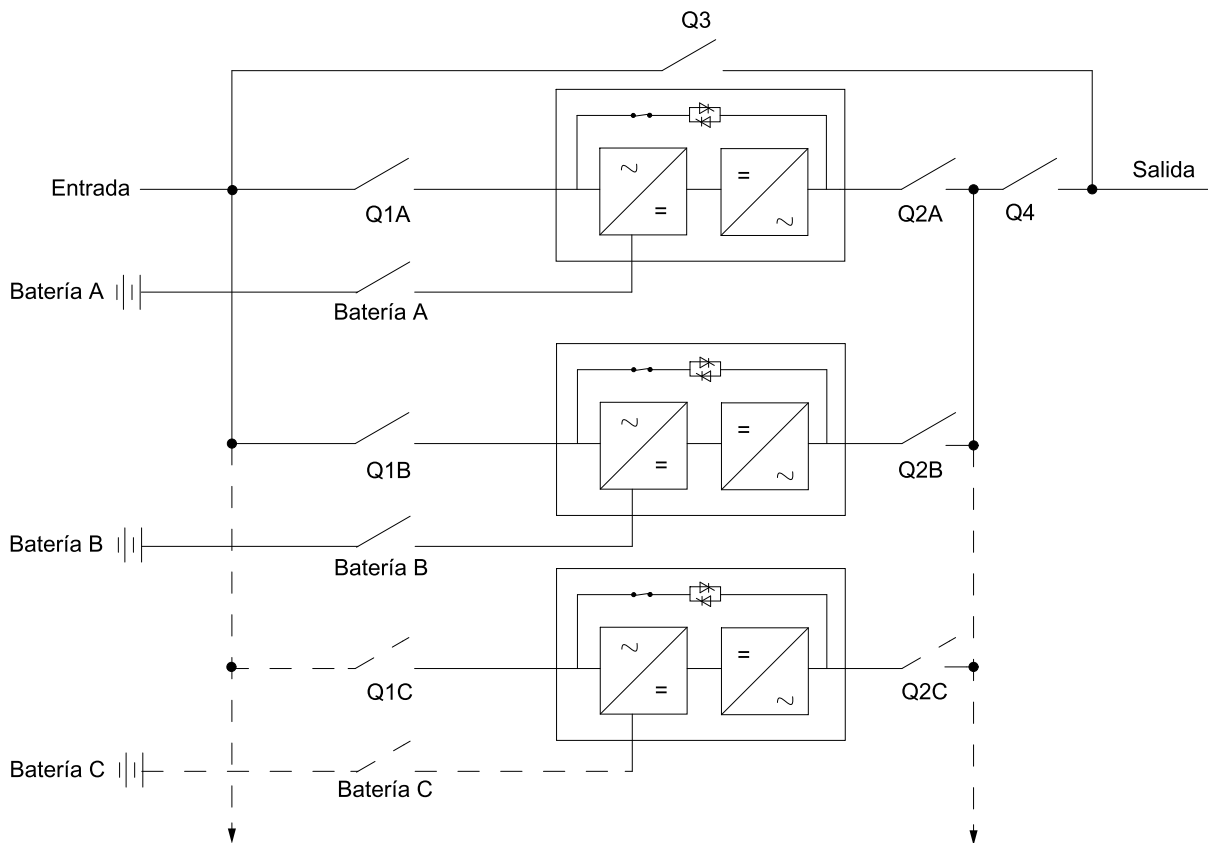 Q3
Entrada
Q1A
Q2A
Q4
Salida
Batería A
Batería A
Q1B
Q2B
Batería B
Batería B
Q1C
Q2C
Batería C
Batería C